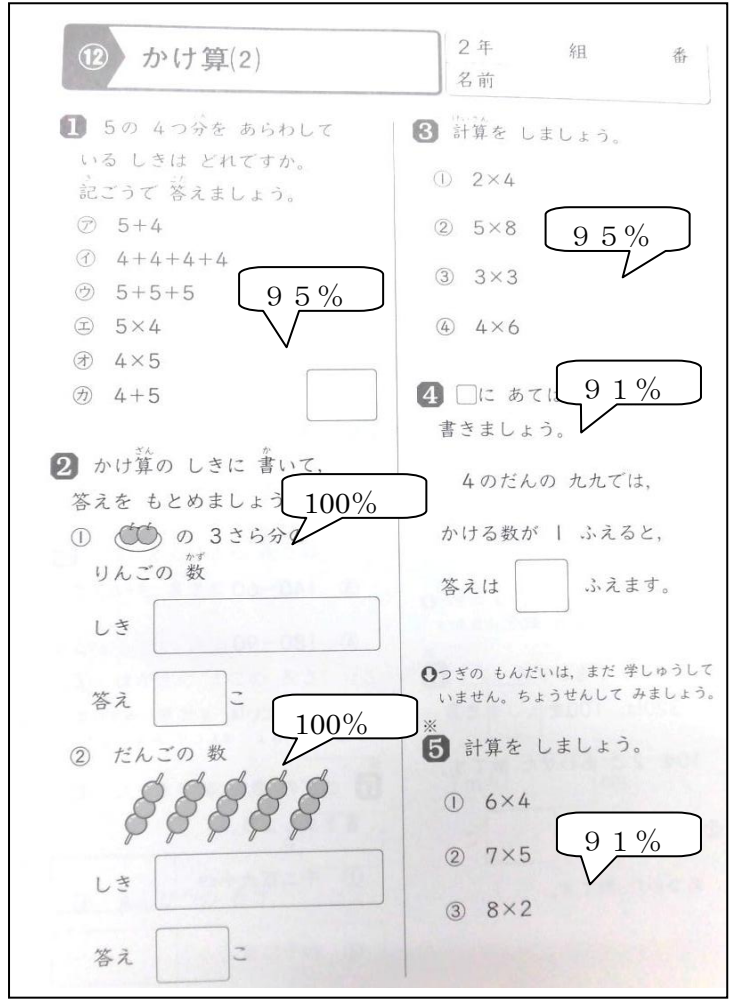 ⑫ かけ算(2)
2年 組 番
名前
1 5の 4つ分を あらわして
いる しきは どれですか。
記ごうで 答えましょう。
㋐ 5+4
㋑ 4+4+4+4
㋒ 5+5+5
㋓ 5×4
㋔ 4×5
㋕ 4+5
95%
2 かけ算の しきに 書いて,
答えを もとめましょう
100%
① の 3さら分の
りんごの 数
しき
答え こ
100%
② だんごの 数
しき
答え こ
3 計算を しましょう。
① 2×4
② 5×8
③ 3×3
④ 4×6
95%
4 □に あては
91%
書きましょう。
4のだんの 九九では,
かける数が 1 ふえると,
答えは ふえます。
つぎの もんだいは, まだ 学しゅうして
いません。ちょうせんして みましょう。
※
5 計算を しましょう。
① 6×4
② 7×5
③ 8×2
91%